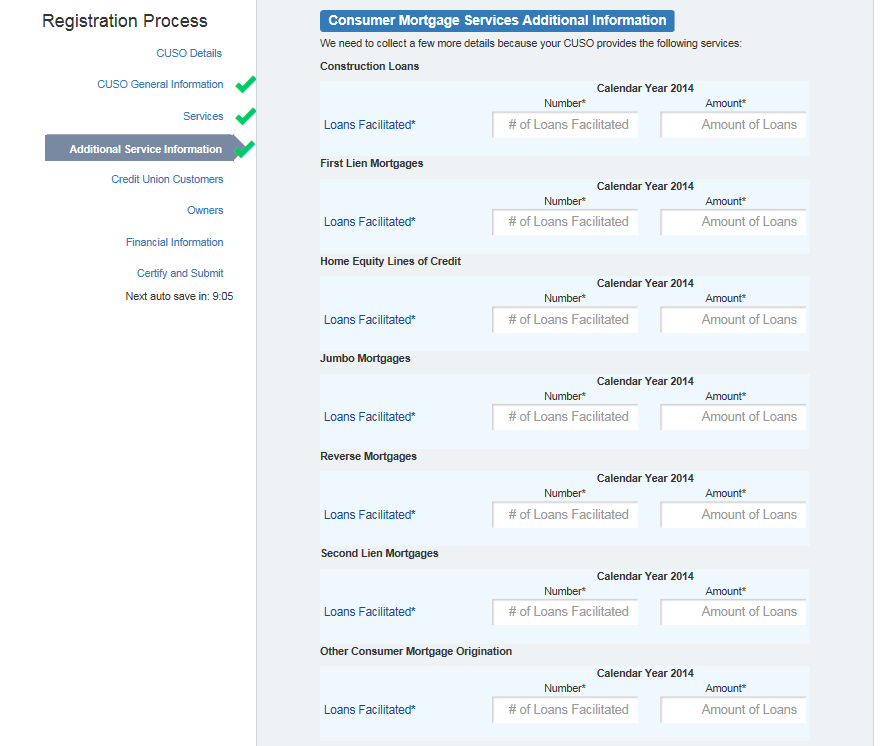 Registration Process
CUSO Details
CUSO General Information
Services
Additional Service Information
Credit Union Customers
Owners
Financial Information
Certify and Submit
Next auto save in: 9:05
Consumer Mortgage Services Additional Information
We need to collect a few more details because your CUSO provides the following services:
Construction Loans
Calendar Year 2014
Number* Amount*
Loans Facilitated* # of Loans Facilitated Amount of Loans
First Lien Mortgages
Calendar Year 2014
Number* Amount*
Loans Facilitated* # of Loans Facilitated Amount of Loans
Home Equity Lines of Credit
Calendar Year 2014
Number* Amount*
Loans Facilitated* # of Loans Facilitated Amount of Loans
Jumbo Mortgages
Calendar Year 2014
Number* Amount*
Loans Facilitated* # of Loans Facilitated Amount of Loans
Reverse Mortgages
Calendar Year 2014
Number* Amount*
Loans Facilitated* # of Loans Facilitated Amount of Loans
Second Lien Mortgages
Calendar Year 2014
Number* Amount*
Loans Facilitated* # of Loans Facilitated Amount of Loans
Other Consumer Mortgage Origination
Calendar Year 2014
Number* Amount*
Loans Facilitated* # of Loans Facilitated Amount of Loans